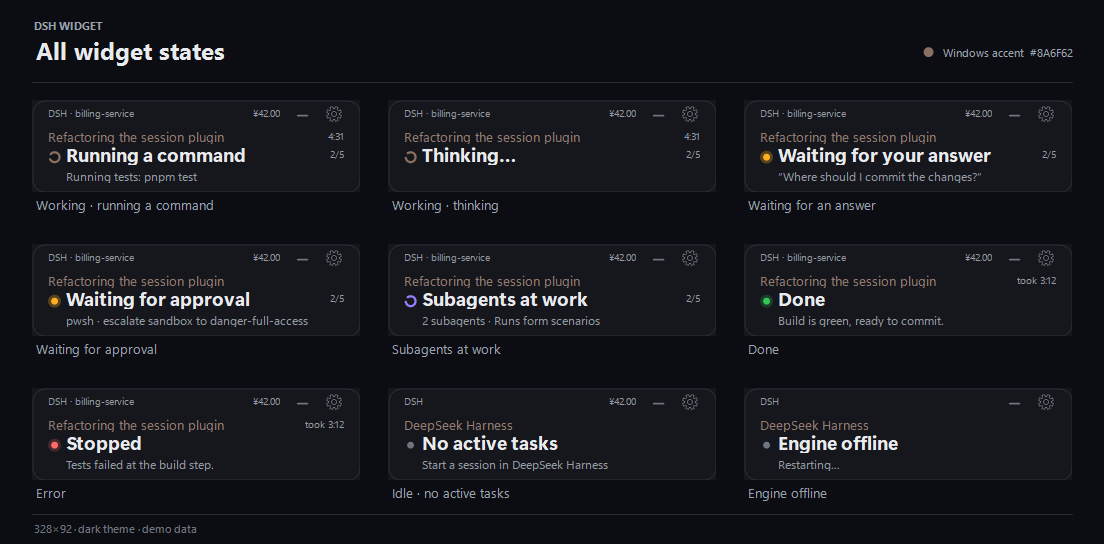 DSH WIDGET
All widget states
Windows accent #8A6F62
DSH · billing-service ¥42.00
Refactoring the session plugin 4:31
Running a command 2/5
Running tests: pnpm test
Working · running a command
DSH · billing-service ¥42.00
Refactoring the session plugin 4:31
Thinking... 2/5
Working · thinking
DSH · billing-service ¥42.00
Refactoring the session plugin
Waiting for your answer 2/5
"Where should I commit the changes?"
Waiting for an answer
DSH · billing-service ¥42.00
Refactoring the session plugin
Waiting for approval 2/5
pwsh · escalate sandbox to danger-full-access
Waiting for approval
DSH · billing-service ¥42.00
Refactoring the session plugin
Subagents at work 2/5
2 subagents · Runs form scenarios
Subagents at work
DSH · billing-service ¥42.00
Refactoring the session plugin took 3:12
Done
Build is green, ready to commit.
Done
DSH · billing-service ¥42.00
Refactoring the session plugin took 3:12
Stopped
Tests failed at the build step.
Error
DSH ¥42.00
DeepSeek Harness
No active tasks
Start a session in DeepSeek Harness
Idle · no active tasks
DSH
DeepSeek Harness
Engine offline
Restarting...
Engine offline
328×92 · dark theme · demo data